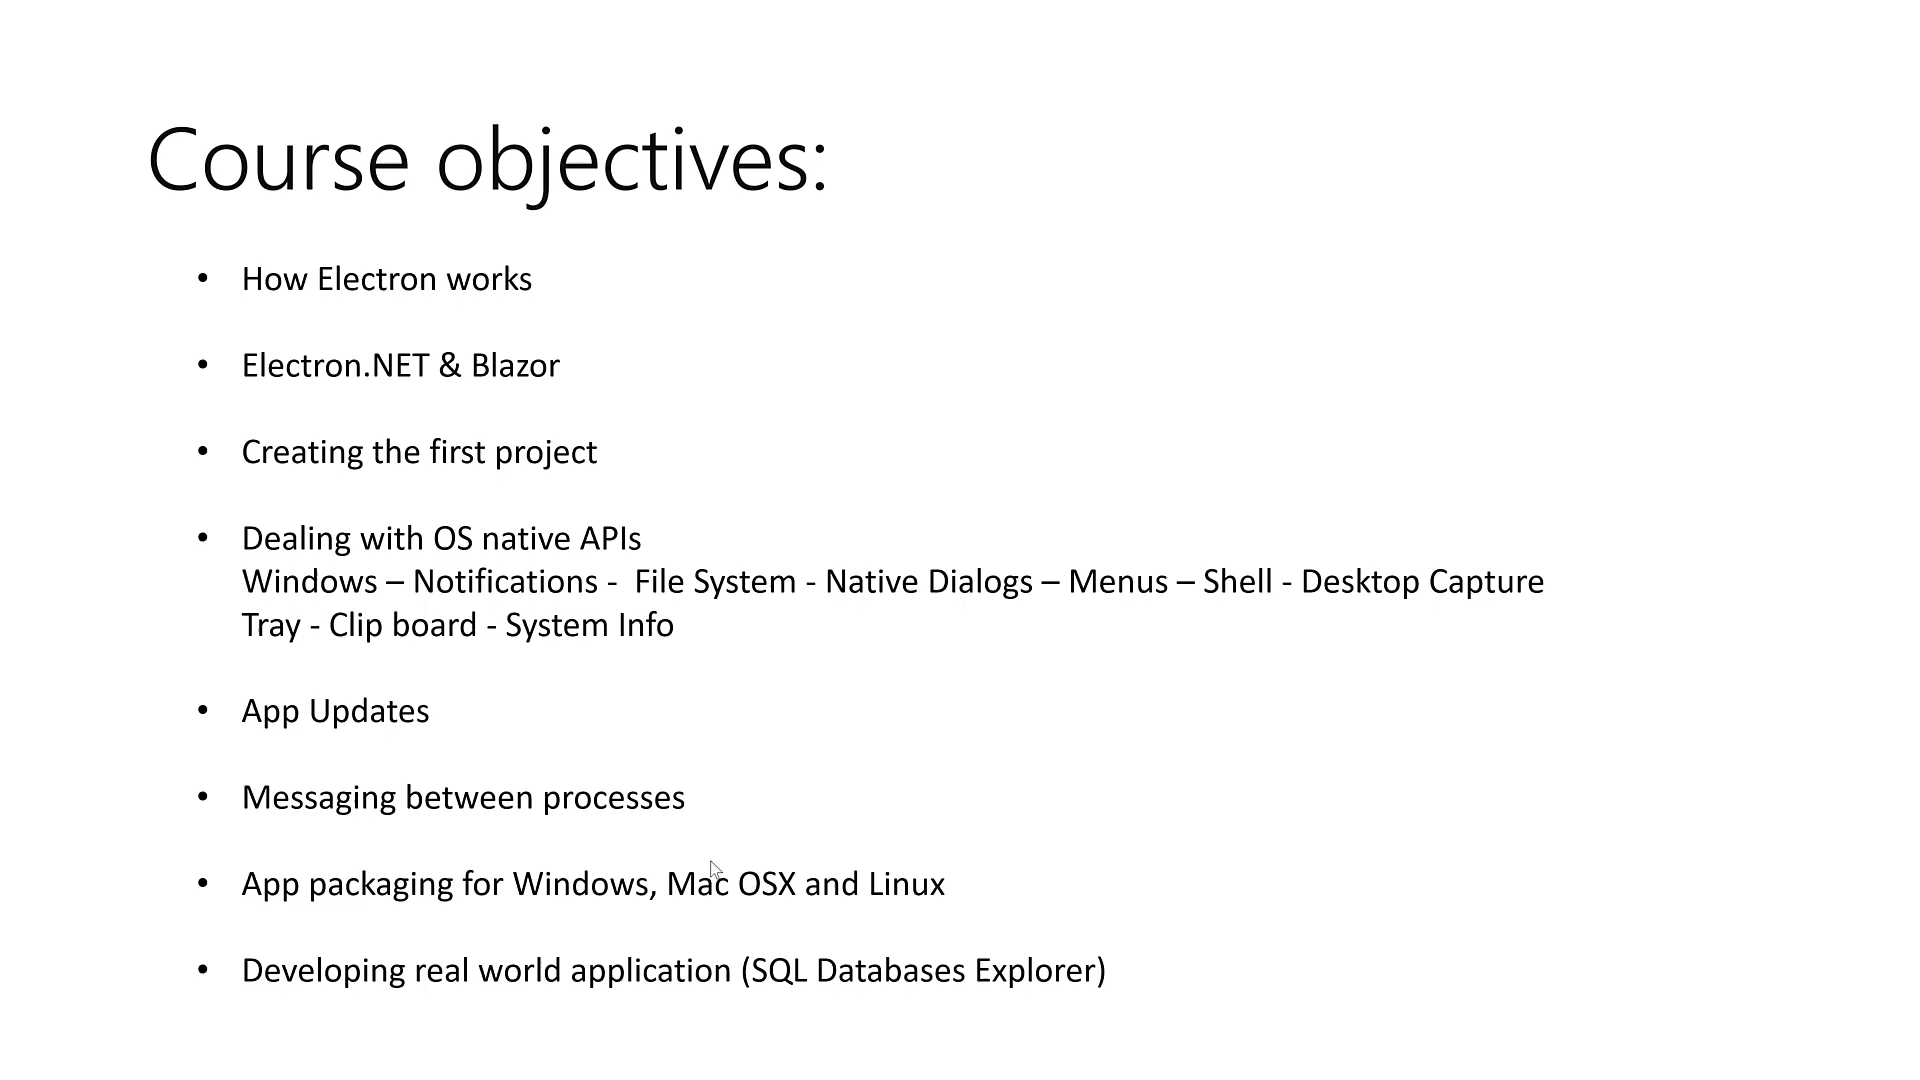 Course objectives:
• How Electron works
• Electron.NET & Blazor
• Creating the first project
• Dealing with OS native APIs
Windows – Notifications -  File System - Native Dialogs – Menus – Shell - Desktop Capture
Tray - Clip board - System Info
• App Updates
• Messaging between processes
• App packaging for Windows, Mac OSX and Linux
• Developing real world application (SQL Databases Explorer)